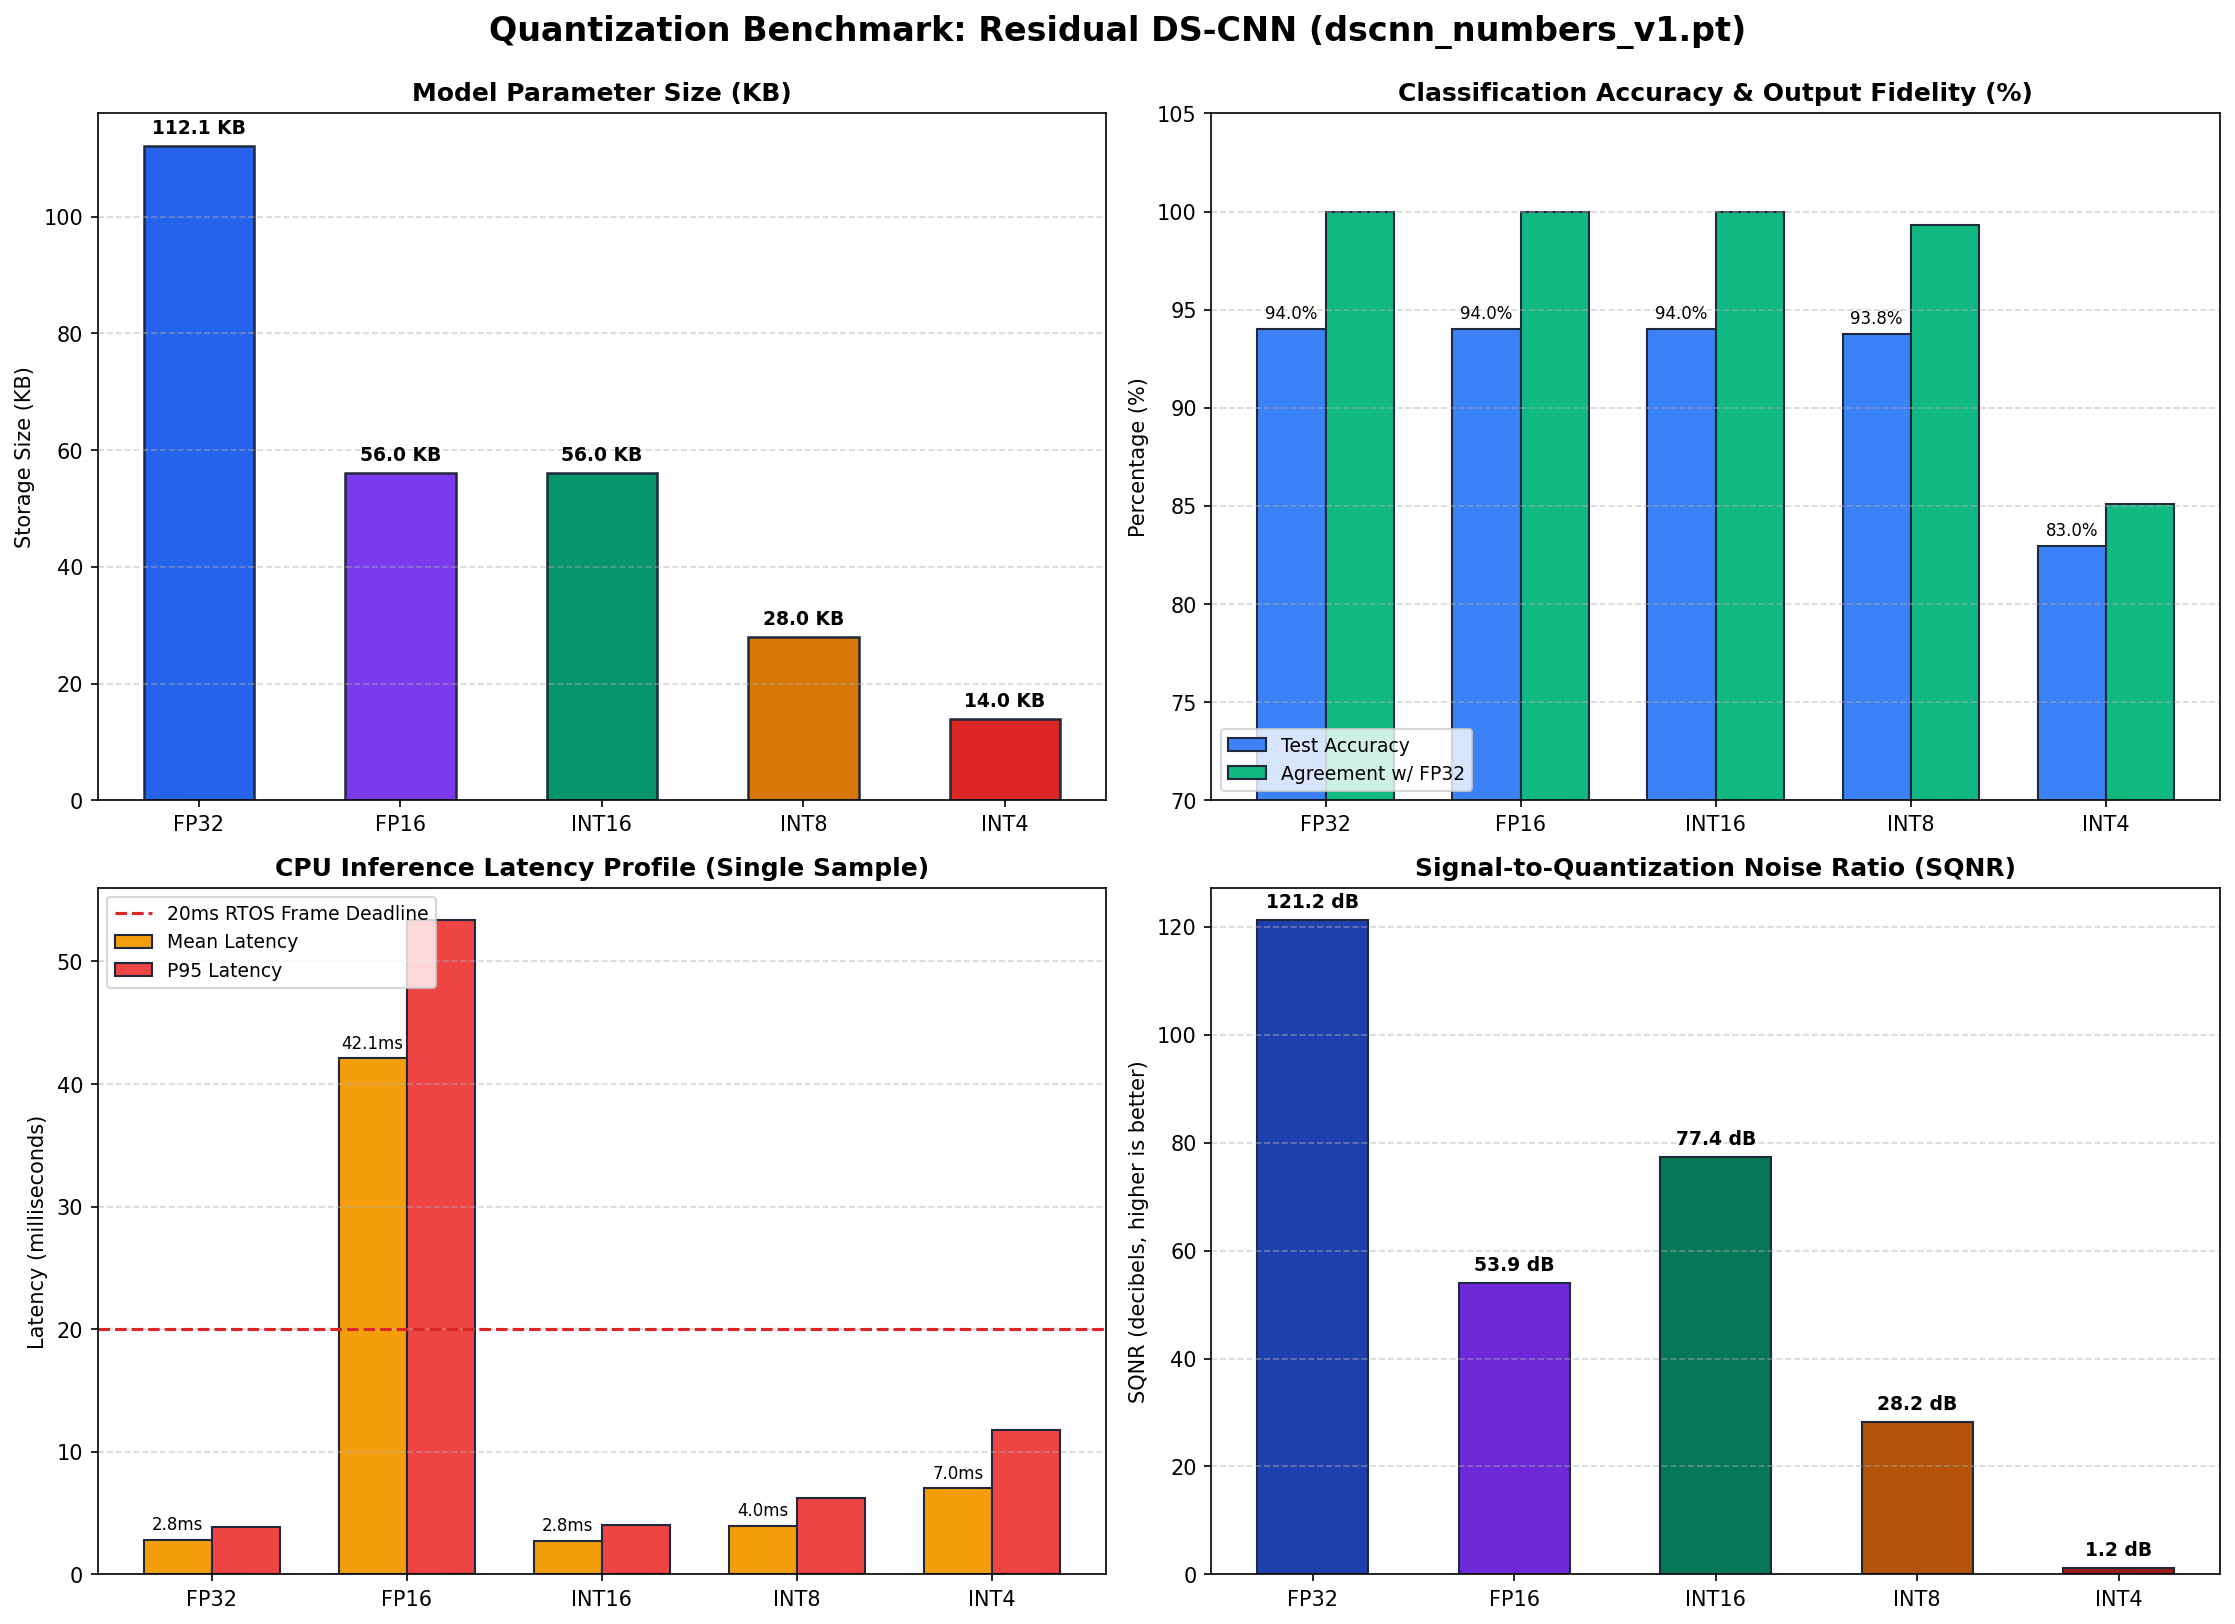 Quantization Benchmark: Residual DS-CNN (dscnn_numbers_v1.pt)
Model Parameter Size (KB)
Storage Size (KB)
100
80
60
40
20
0
112.1 KB
56.0 KB
56.0 KB
28.0 KB
14.0 KB
FP32
FP16
INT16
INT8
INT4
Classification Accuracy & Output Fidelity (%)
Percentage (%)
105
100
95
90
85
80
75
70
94.0%
94.0%
94.0%
93.8%
83.0%
Test Accuracy
Agreement w/ FP32
FP32
FP16
INT16
INT8
INT4
CPU Inference Latency Profile (Single Sample)
Latency (milliseconds)
50
40
30
20
10
0
20ms RTOS Frame Deadline
Mean Latency
P95 Latency
2.8ms
42.1ms
2.8ms
4.0ms
7.0ms
FP32
FP16
INT16
INT8
INT4
Signal-to-Quantization Noise Ratio (SQNR)
SQNR (decibels, higher is better)
120
100
80
60
40
20
0
121.2 dB
53.9 dB
77.4 dB
28.2 dB
1.2 dB
FP32
FP16
INT16
INT8
INT4